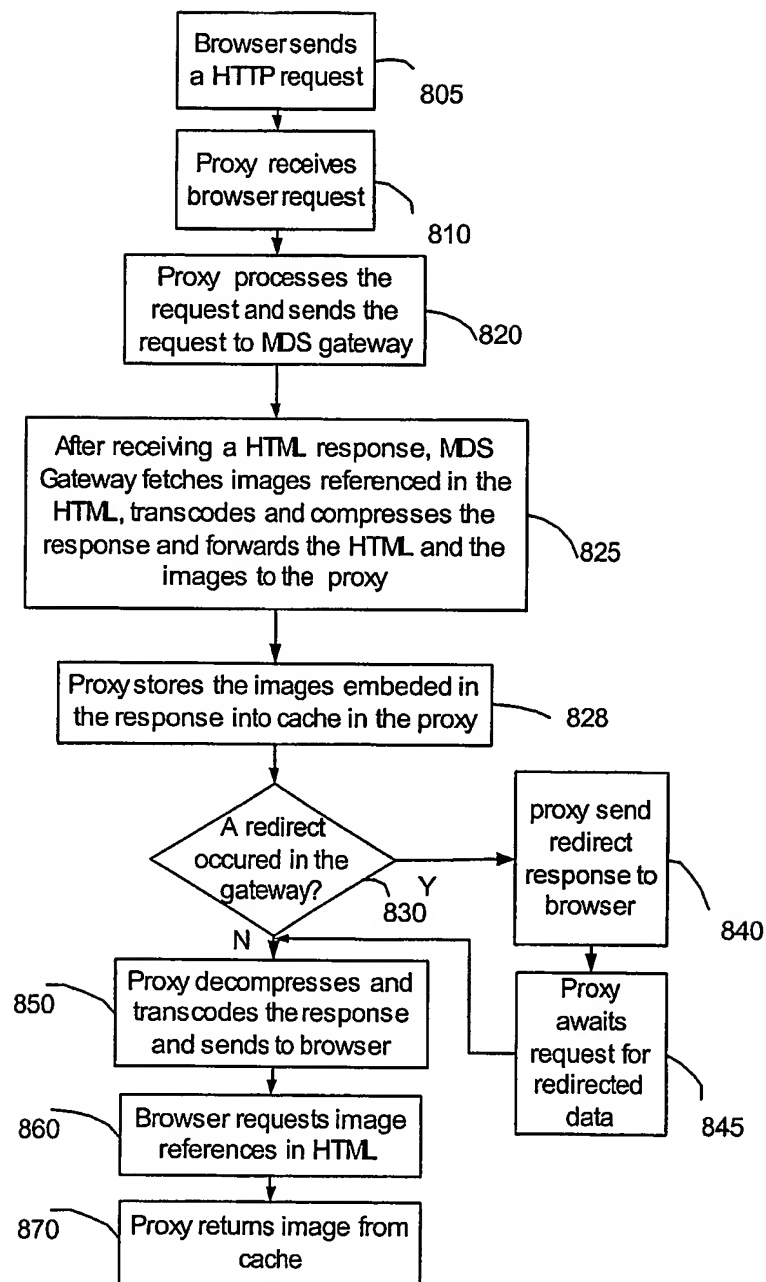 Browser sends
a HTTP request
805
Proxy receives
browser request
810
Proxy processes the
request and sends the
request to MDS gateway
820
After receiving a HTML response, MDS
Gateway fetches images referenced in the
HTML, transcodes and compresses the
response and forwards the HTML and the
images to the proxy
825
Proxy stores the images embeded in
the response into cache in the proxy
828
A redirect
occured in the
gateway?
830
Y
N
proxy send
redirect
response to
browser
840
Proxy
awaits
request for
redirected
data
845
850
Proxy decompresses and
transcodes the response
and sends to browser
860
Browser requests image
references in HTML
870
Proxy returns image from
cache